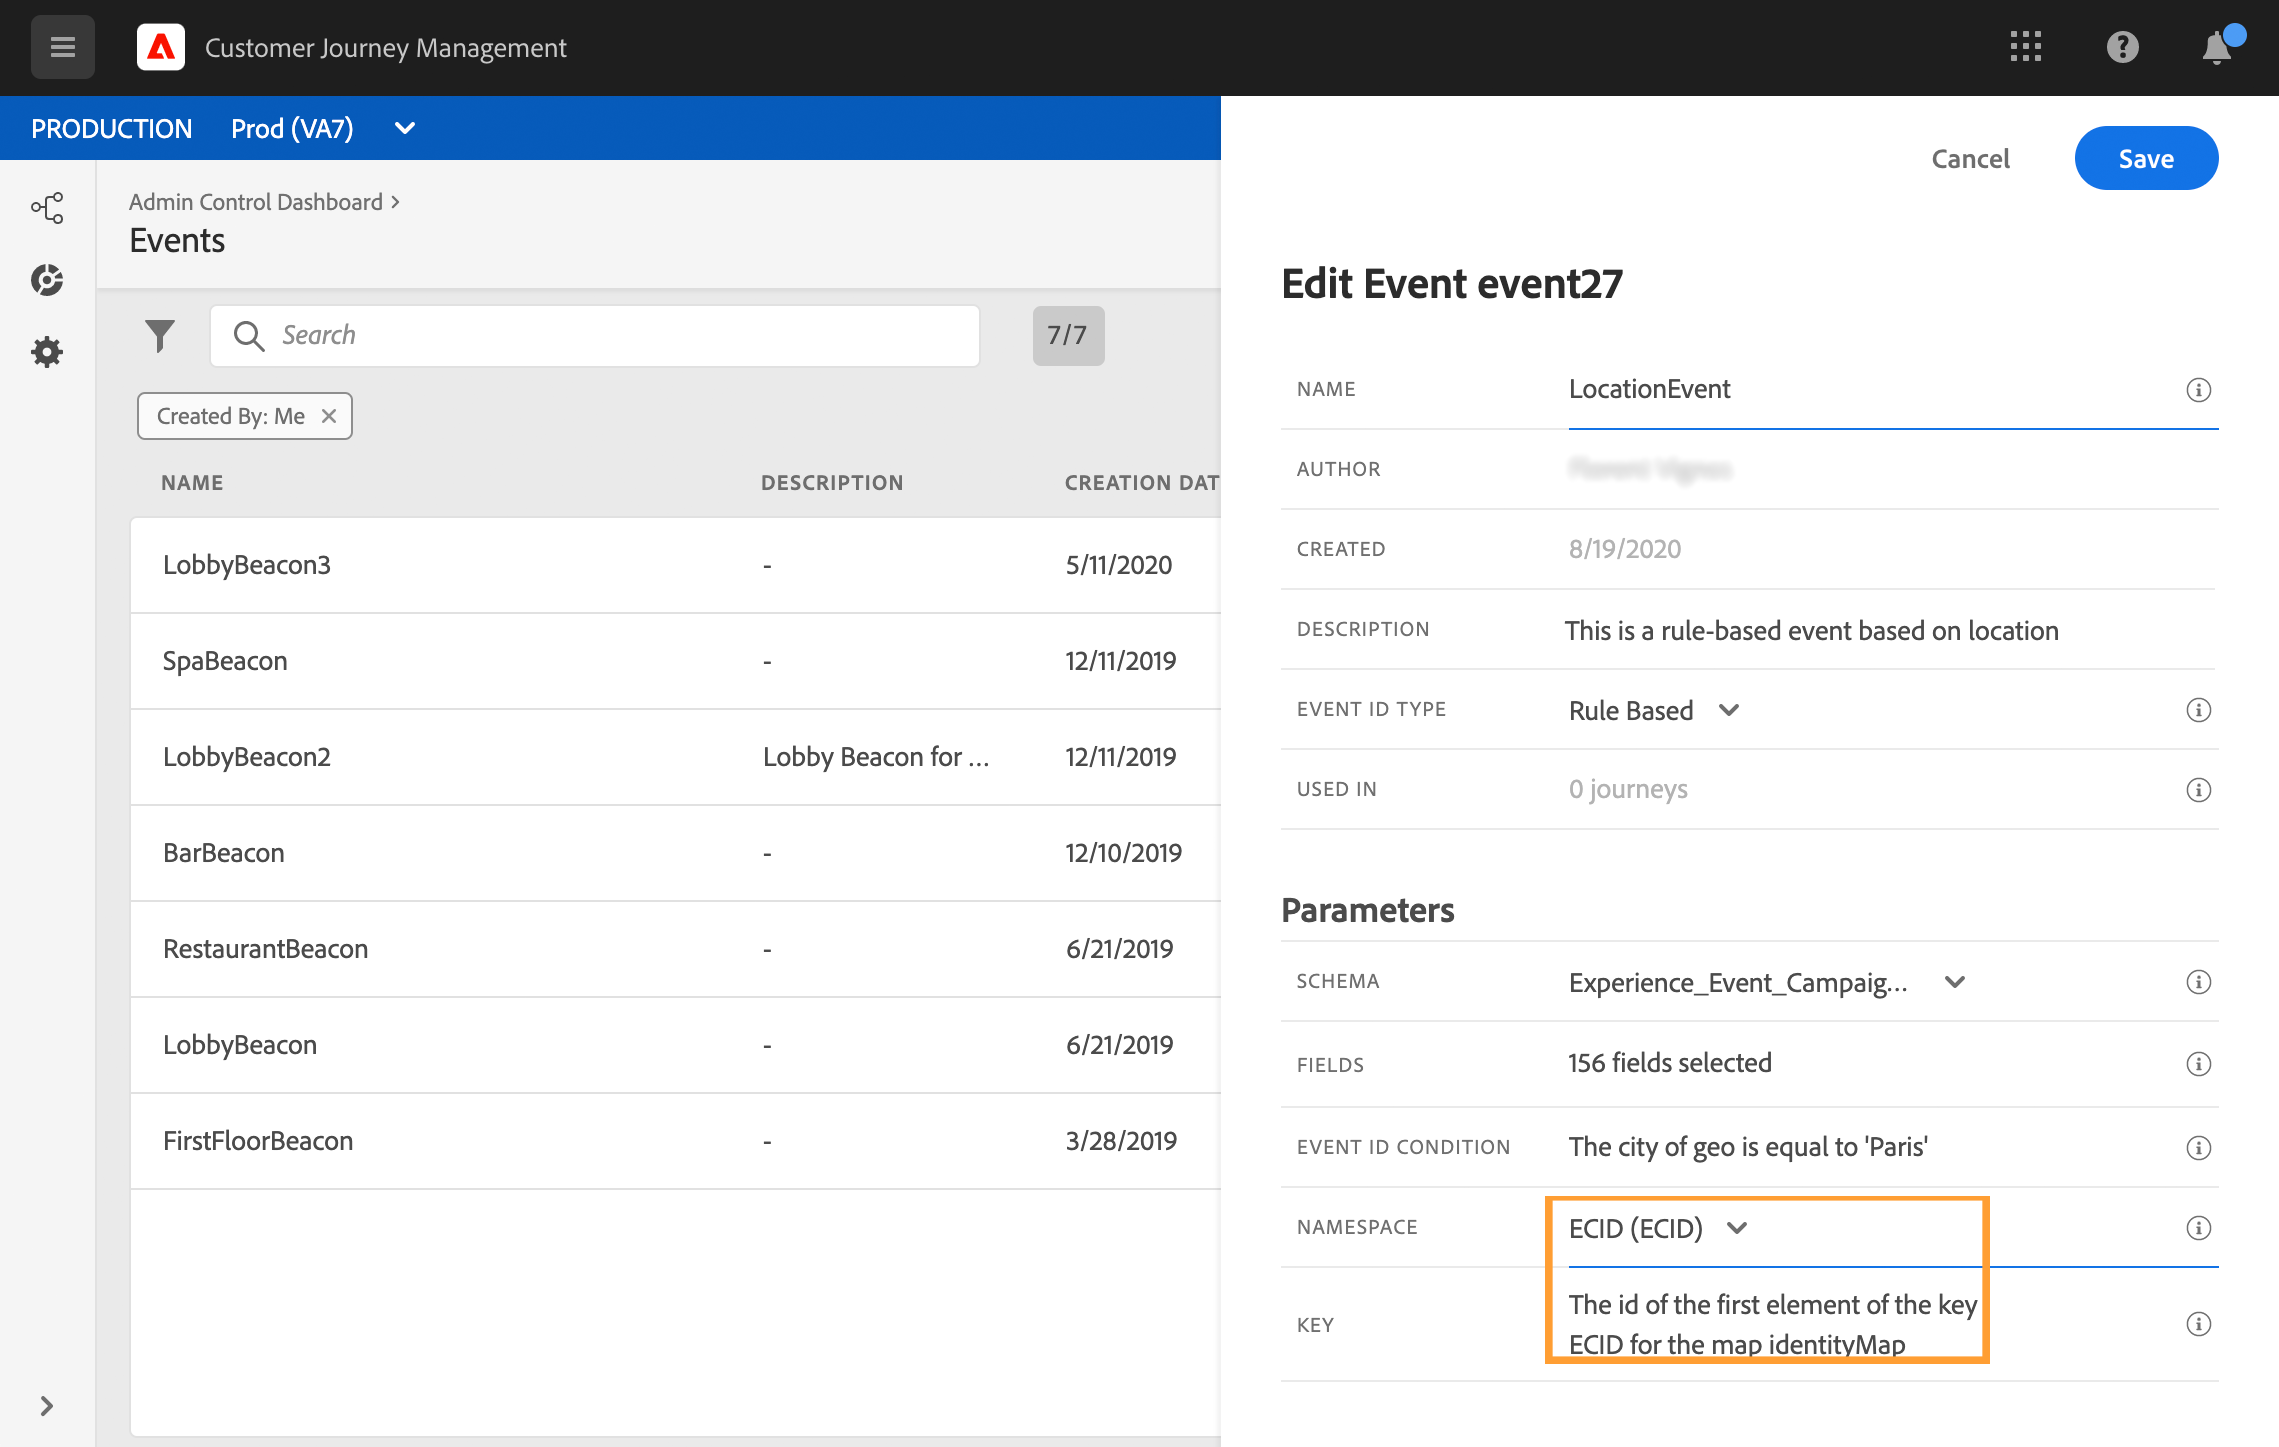 Customer Journey Management
PRODUCTION Prod (VA7)
Cancel Save
Admin Control Dashboard >
Events
Search 7/7
Created By: Me ×
NAME DESCRIPTION CREATION DAT
LobbyBeacon3 - 5/11/2020
SpaBeacon - 12/11/2019
LobbyBeacon2 Lobby Beacon for ... 12/11/2019
BarBeacon - 12/10/2019
RestaurantBeacon - 6/21/2019
LobbyBeacon - 6/21/2019
FirstFloorBeacon - 3/28/2019
Edit Event event27
NAME LocationEvent
AUTHOR
CREATED 8/19/2020
DESCRIPTION This is a rule-based event based on location
EVENT ID TYPE Rule Based
USED IN 0 journeys
Parameters
SCHEMA Experience_Event_Campaig...
FIELDS 156 fields selected
EVENT ID CONDITION The city of geo is equal to 'Paris'
NAMESPACE ECID (ECID)
KEY The id of the first element of the key
ECID for the map identityMap